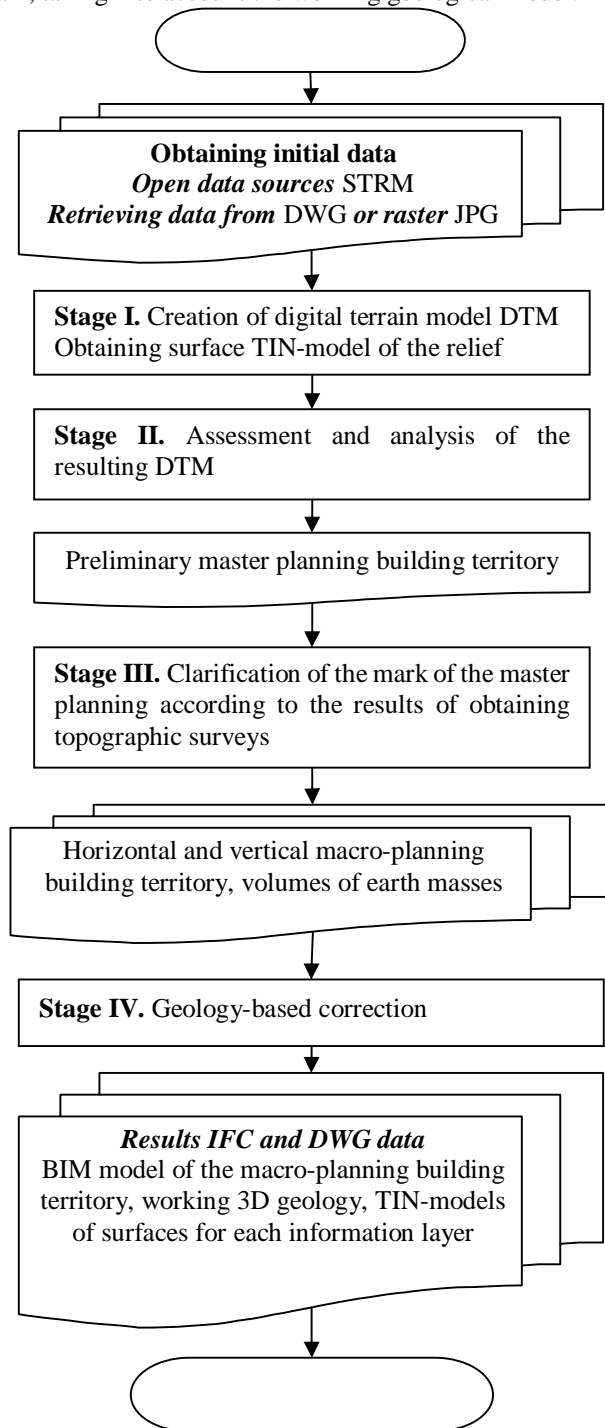 Obtaining initial data
Open data sources STRM
Retrieving data from DWG or raster JPG
Stage I. Creation of digital terrain model DTM
Obtaining surface TIN-model of the relief
Stage II. Assessment and analysis of the
resulting DTM
Preliminary master planning building territory
Stage III. Clarification of the mark of the master
planning according to the results of obtaining
topographic surveys
Horizontal and vertical macro-planning
building territory, volumes of earth masses
Stage IV. Geology-based correction
Results IFC and DWG data
BIM model of the macro-planning building
territory, working 3D geology, TIN-models
of surfaces for each information layer